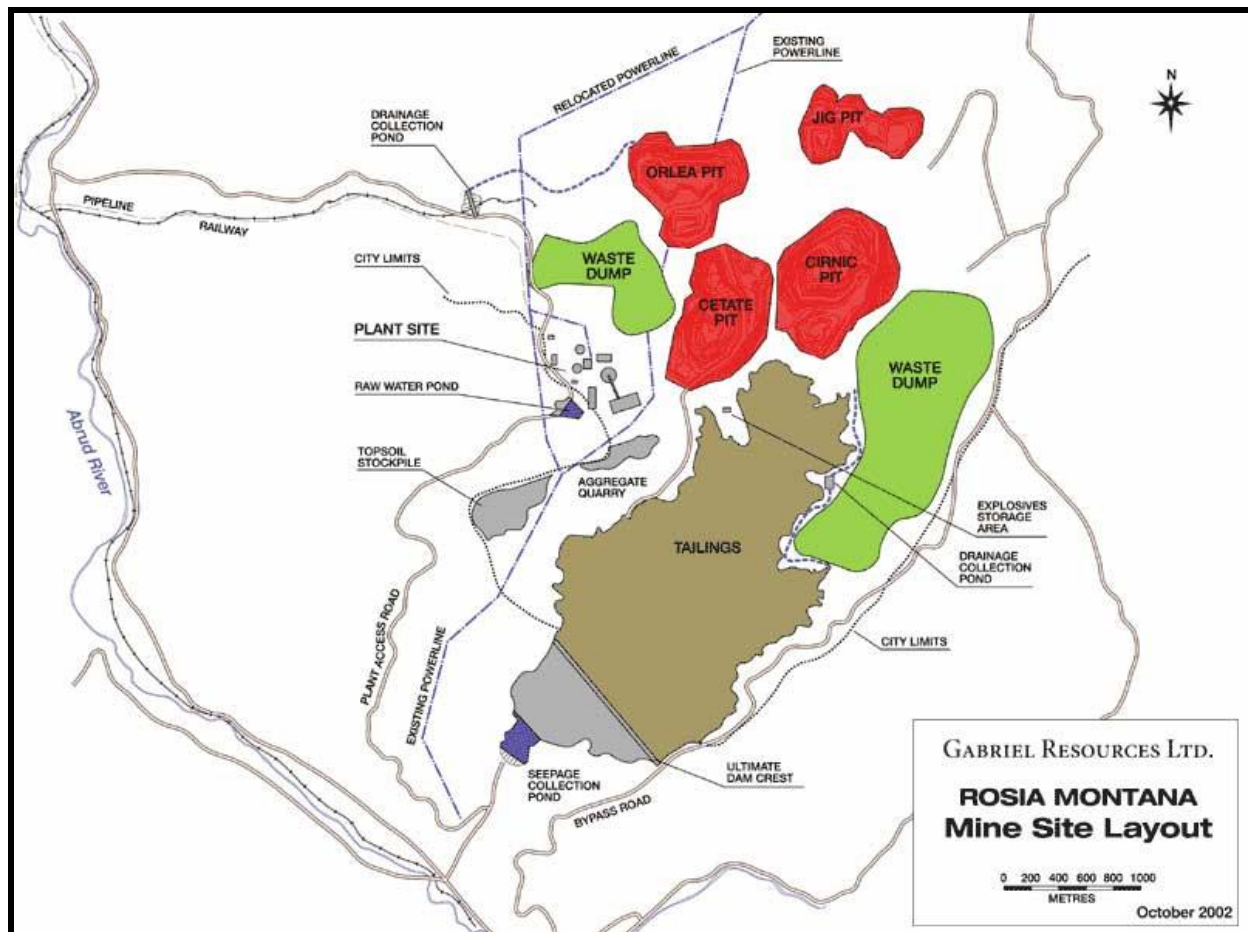 EXISTING
POWERLINE
RELOCATED POWERLINE
N
DRAINAGE
COLLECTION
POND
JIG PIT
ORLEA PIT
PIPELINE
RAILWAY
CITY LIMITS
WASTE
DUMP
CIRNIC
PIT
CETATE
PIT
PLANT SITE
RAW WATER POND
WASTE
DUMP
Abrud River
TOPSOIL
STOCKPILE
AGGREGATE
QUARRY
EXPLOSIVES
STORAGE
AREA
TAILINGS
DRAINAGE
COLLECTION
POND
PLANT ACCESS ROAD
EXISTING POWERLINE
CITY LIMITS
SEEPAGE
COLLECTION
POND
ULTIMATE
DAM CREST
BYPASS ROAD
GABRIEL RESOURCES LTD.
ROSIA MONTANA
Mine Site Layout
0 200 400 600 800 1000
METRES
October 2002